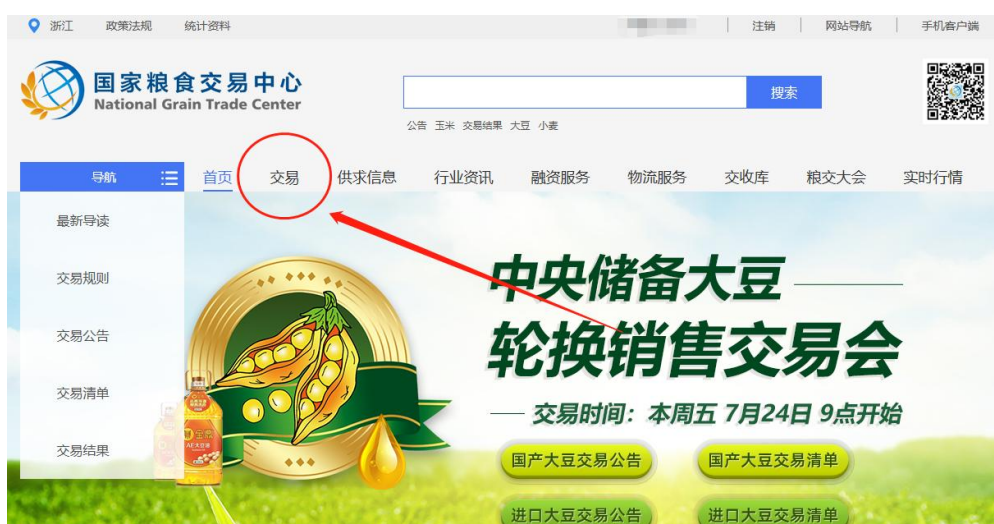 浙江 政策法规 统计资料 注销 网站导航 手机客户端
国家粮食交易中心
National Grain Trade Center
搜索
公告 玉米 交易结果 大豆 小麦
导航 首页 交易 供求信息 行业资讯 融资服务 物流服务 交收库 粮交大会 实时行情
最新导读
交易规则
交易公告
交易清单
交易结果
中央储备大豆
轮换销售交易会
交易时间：本周五 7月24日 9点开始
国产大豆交易公告 国产大豆交易清单
进口大豆交易公告 进口大豆交易清单